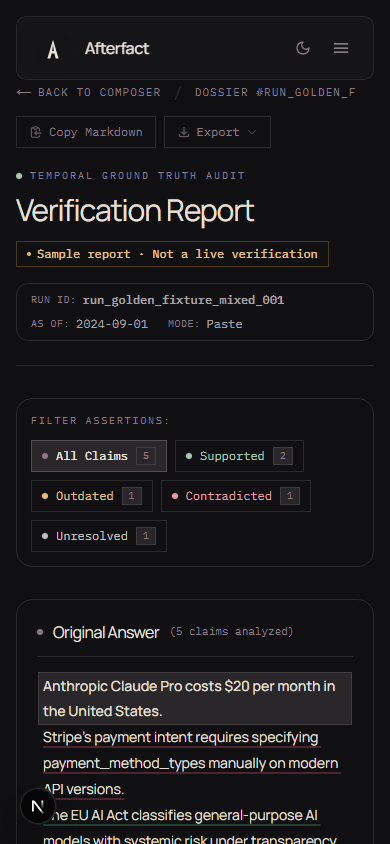 Afterfact
← BACK TO COMPOSER / DOSSIER #RUN_GOLDEN_F
Copy Markdown
Export
TEMPORAL GROUND TRUTH AUDIT
Verification Report
• Sample report · Not a live verification
RUN ID: run_golden_fixture_mixed_001
AS OF: 2024-09-01 MODE: Paste
FILTER ASSERTIONS:
All Claims 5
Supported 2
Outdated 1
Contradicted 1
Unresolved 1
Original Answer (5 claims analyzed)
Anthropic Claude Pro costs $20 per month in
the United States.
Stripe's payment intent requires specifying
payment_method_types manually on modern
API versions.
The EU AI Act classifies general-purpose AI
models with systemic risk under transparency
N